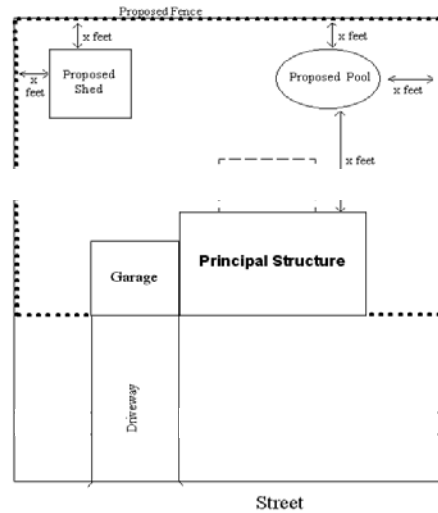 Proposed Fence
x feet
x feet
Proposed
Shed
x
feet
Proposed Pool
x
feet
x feet
Garage
Principal Structure
Driveway
Street